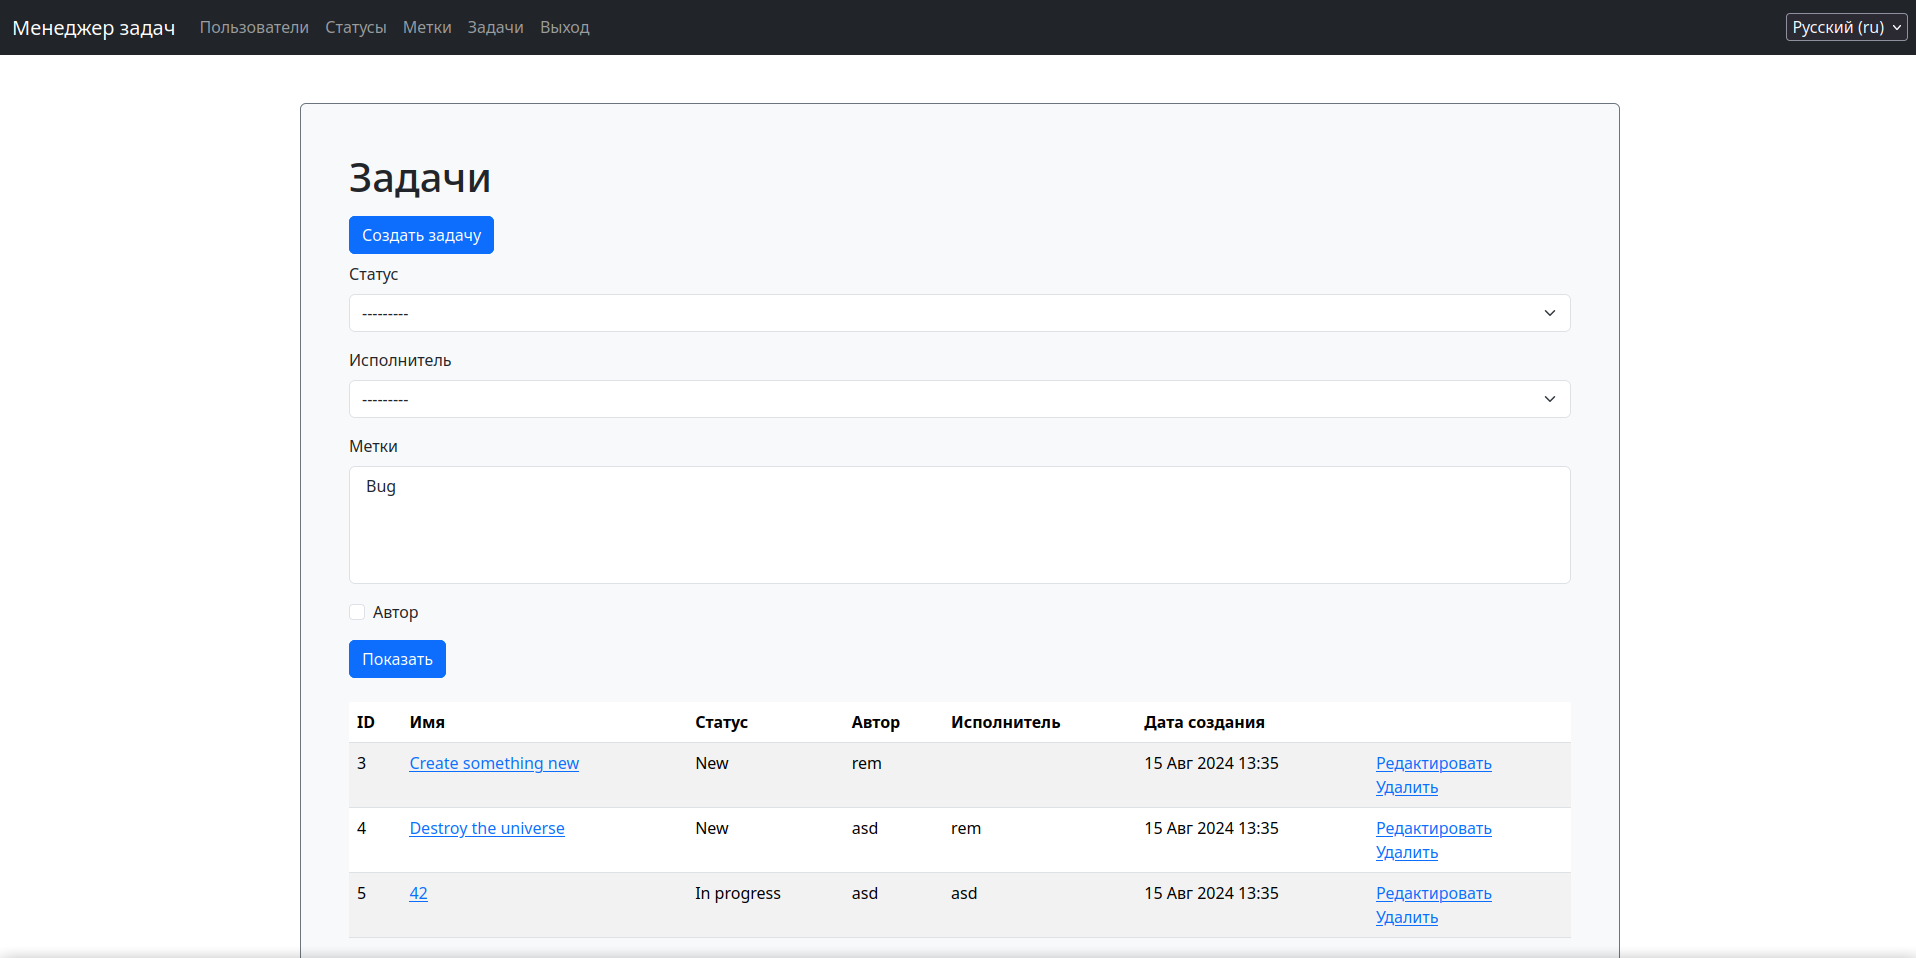 Менеджер задач Пользователи Статусы Метки Задачи Выход Русский (ru)
Задачи
Создать задачу
Статус
---------
Исполнитель
---------
Метки
Bug
Автор
Показать
ID Имя Статус Автор Исполнитель Дата создания
3 Create something new New rem 15 Авг 2024 13:35 Редактировать
Удалить
4 Destroy the universe New asd rem 15 Авг 2024 13:35 Редактировать
Удалить
5 42 In progress asd asd 15 Авг 2024 13:35 Редактировать
Удалить